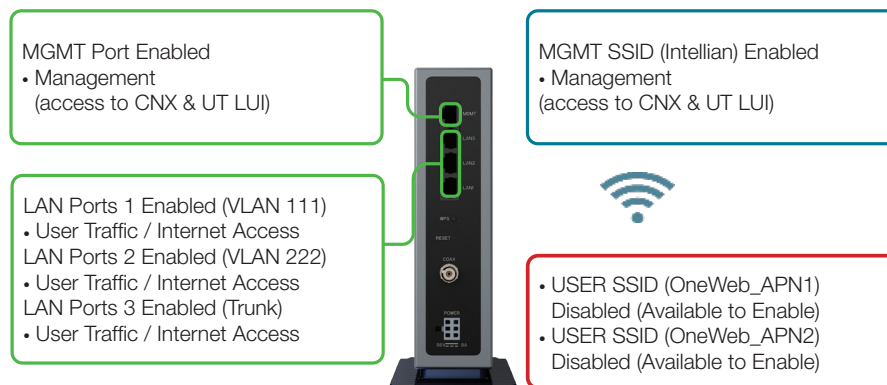 MGMT Port Enabled
• Management
(access to CNX & UT LUI)
LAN Ports 1 Enabled (VLAN 111)
• User Traffic / Internet Access
LAN Ports 2 Enabled (VLAN 222)
• User Traffic / Internet Access
LAN Ports 3 Enabled (Trunk)
• User Traffic / Internet Access
MGMT
LAN3
LAN2
LAN1
WPS
RESET
COAX
POWER
MGMT SSID (Intellian) Enabled
• Management
(access to CNX & UT LUI)
• USER SSID (OneWeb_APN1)
Disabled (Available to Enable)
• USER SSID (OneWeb_APN2)
Disabled (Available to Enable)